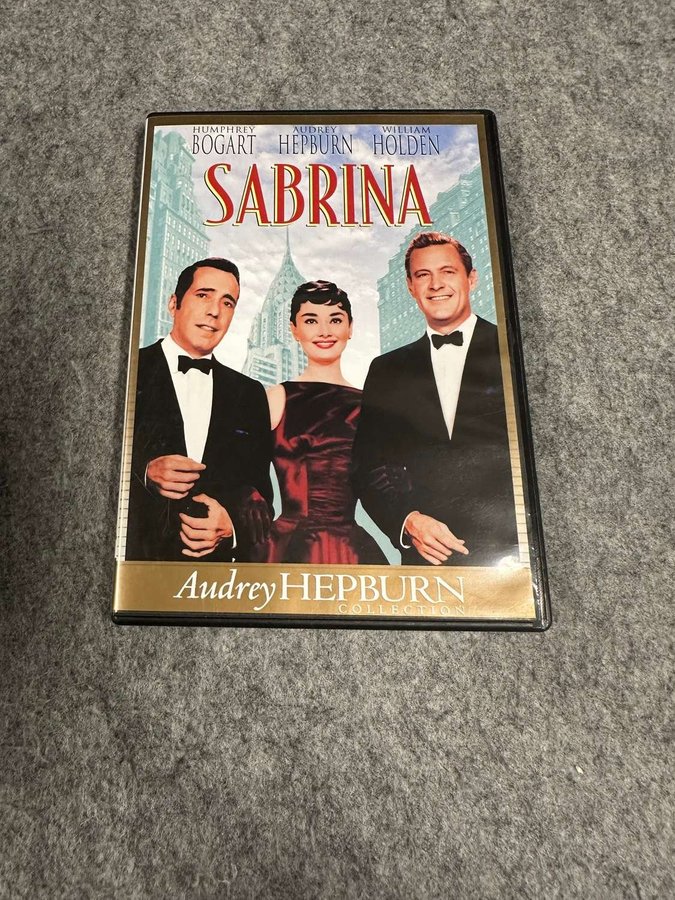 HUMPHREY AUDREY WILLIAM
BOGART HEPBURN HOLDEN
SABRINA
Audrey HEPBURN
COLLECTION